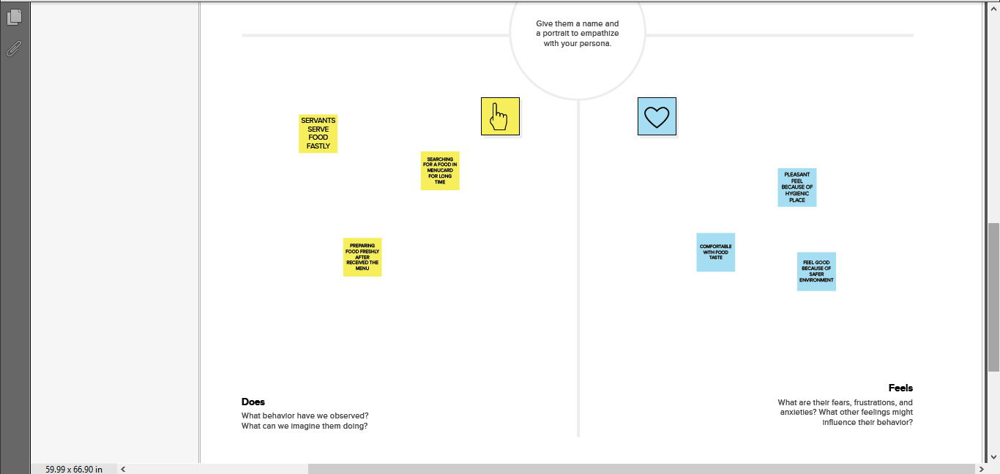 Give them a name and
a portrait to empathize
with your persona.
SERVANTS
SERVE
FOOD
FASTLY
SEARCHING
FOR A FOOD IN
MENUCARD
FOR LONG
TIME
PREPARING
FOOD FRESHLY
AFTER
RECEIVED THE
MENU
PLEASANT
FEEL
BECAUSE OF
HYGIENIC
PLACE
COMFORTABLE
WITH FOOD
TASTE
FEEL GOOD
BECAUSE OF
SAFER
ENVIRONMENT
Does
What behavior have we observed?
What can we imagine them doing?
Feels
What are their fears, frustrations, and
anxieties? What other feelings might
influence their behavior?
59.99 x 66.90 in